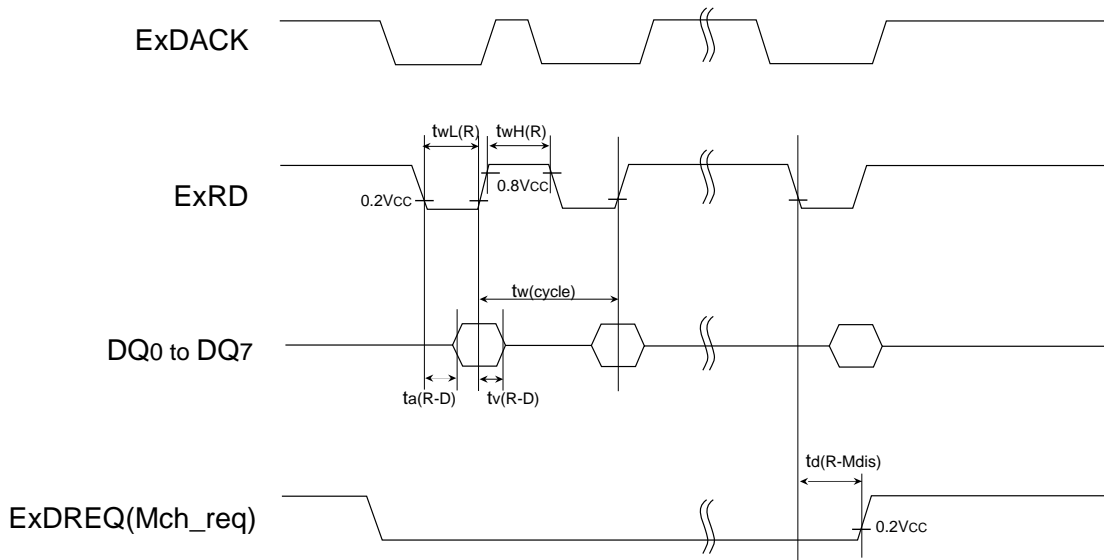 ExDACK
twL(R)
twH(R)
ExRD
0.2VCC
0.8VCC
tw(cycle)
DQ0 to DQ7
ta(R-D)
tv(R-D)
td(R-Mdis)
ExDREQ(Mch_req)
0.2VCC